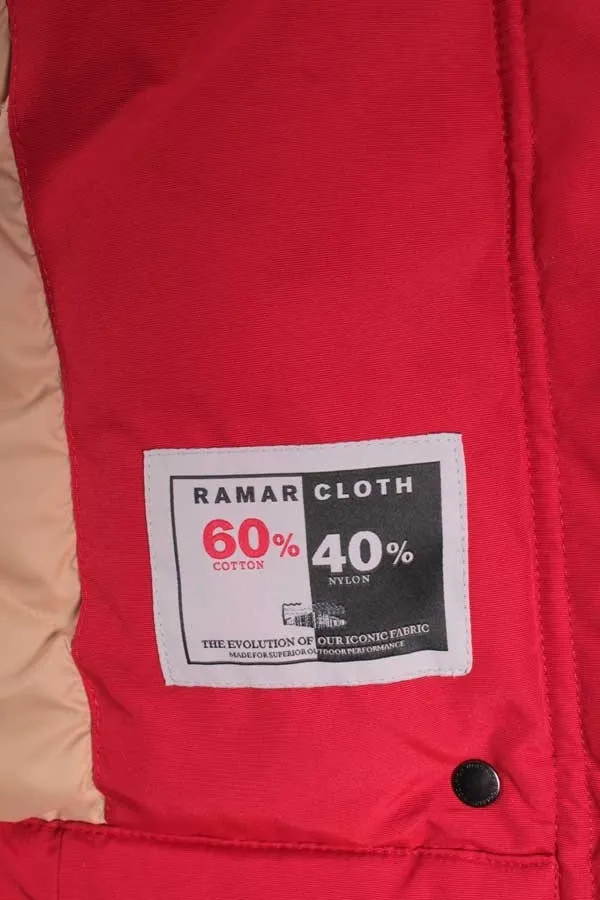 RAMAR CLOTH
60% 40%
COTTON NYLON
THE EVOLUTION OF OUR ICONIC FABRIC
MADE FOR SUPERIOR OUTDOOR PERFORMANCE